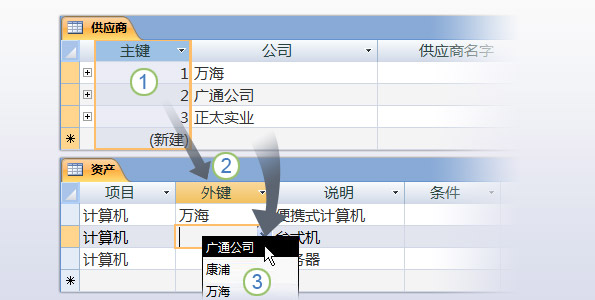 供应商
主键 公司 供应商名字
1 万海
2 广通公司
3 正太实业
* (新建)
资产
项目 外键 说明 条件
计算机 万海 便携式计算机
计算机 台式机
计算机 务器
*
广通公司
康浦
万海
1
2
3